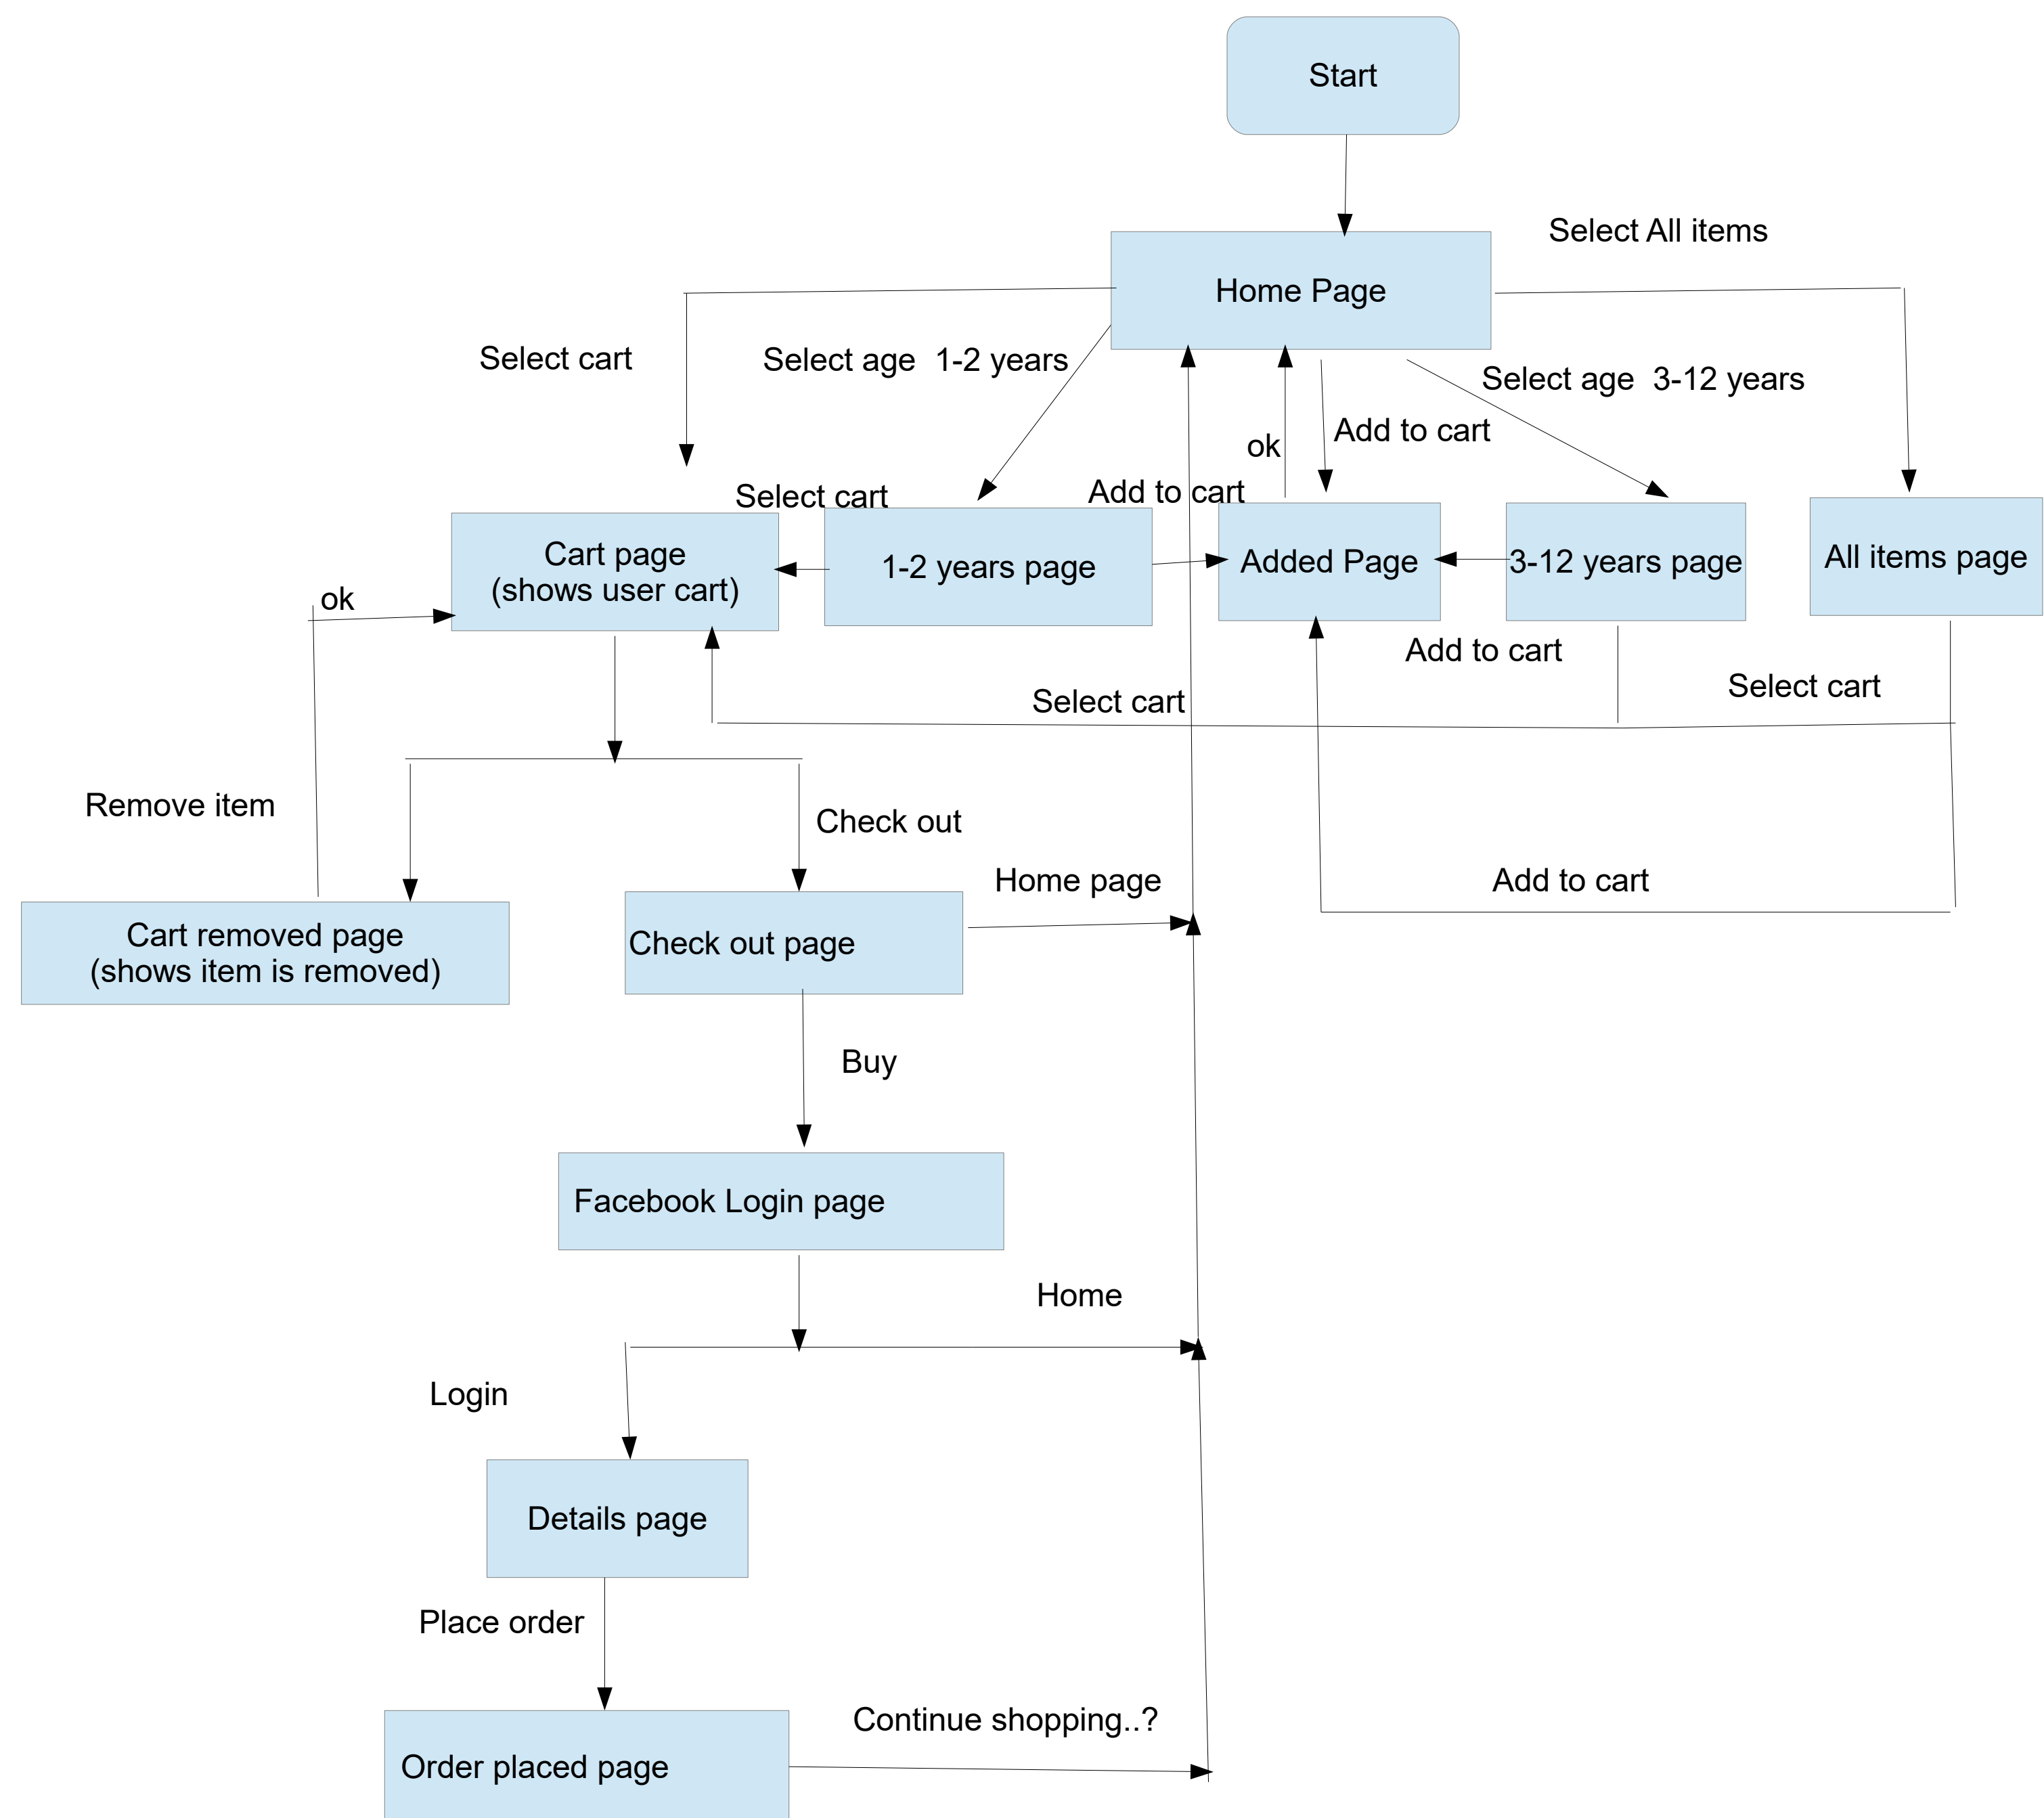 Start
Select All items
Home Page
Select cart
Select age  1-2 years
Select age  3-12 years
Add to cart
ok
Select cart
Add to cart
Cart page
(shows user cart)
1-2 years page
Added Page
3-12 years page
All items page
ok
Add to cart
Select cart
Select cart
Remove item
Check out
Home page
Add to cart
Cart removed page
(shows item is removed)
Check out page
Buy
Facebook Login page
Home
Login
Details page
Place order
Continue shopping..?
Order placed page